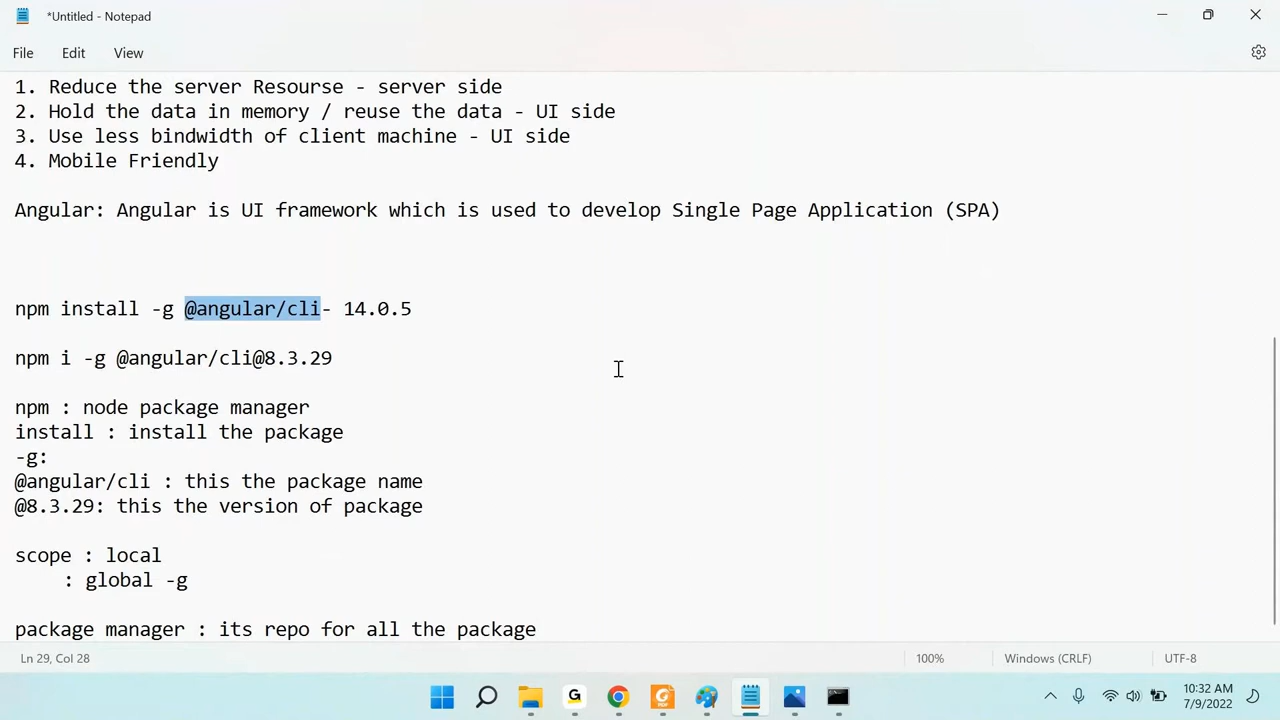 *Untitled - Notepad
File Edit View
1. Reduce the server Resourse - server side
2. Hold the data in memory / reuse the data - UI side
3. Use less bindwidth of client machine - UI side
4. Mobile Friendly
Angular: Angular is UI framework which is used to develop Single Page Application (SPA)
npm install -g @angular/cli- 14.0.5
npm i -g @angular/cli@8.3.29
npm : node package manager
install : install the package
-g:
@angular/cli : this the package name
@8.3.29: this the version of package
scope : local
: global -g
package manager : its repo for all the package
Ln 29, Col 28 100% Windows (CRLF) UTF-8
G PDF 0:32 AM
7/9/2022